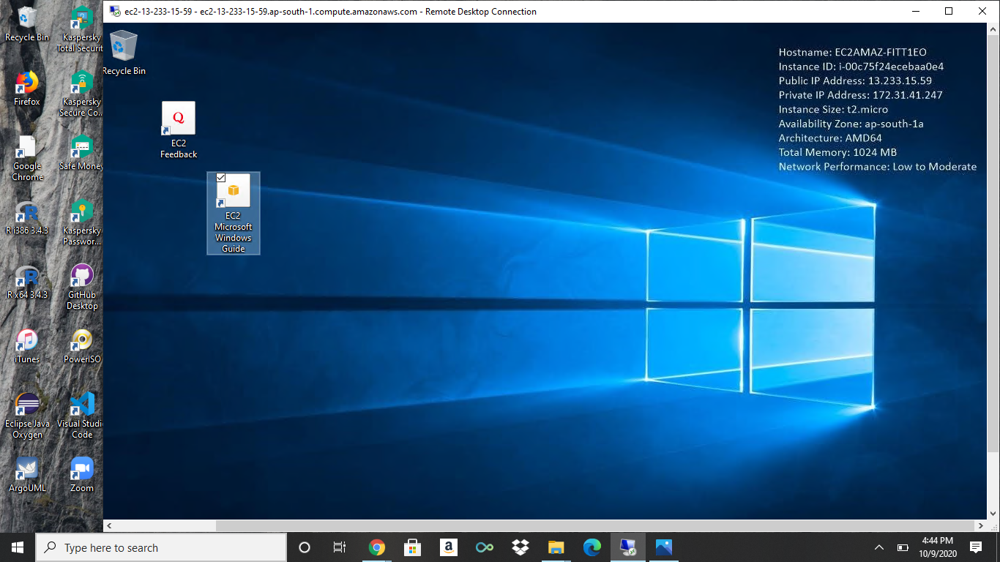 ec2-13-233-15-59 - ec2-13-233-15-59.ap-south-1.compute.amazonaws.com - Remote Desktop Connection
Recycle Bin
Kaspersky
Total Securit
Firefox
Kaspersky
Secure Co...
Google
Chrome
Safe Money
R i386 3.4.3
Kaspersky
Passwor...
R x64 3.4.3
GitHub
Desktop
iTunes
PowerISO
Eclipse Java
Oxygen
Visual Studi
Code
ArgoUML
Zoom
Recycle Bin
Q
EC2
Feedback
EC2
Microsoft
Windows
Guide
Hostname: EC2AMAZ-FITT1EO
Instance ID: i-00c75f24ecebaa0e4
Public IP Address: 13.233.15.59
Private IP Address: 172.31.41.247
Instance Size: t2.micro
Availability Zone: ap-south-1a
Architecture: AMD64
Total Memory: 1024 MB
Network Performance: Low to Moderate
Type here to search
a
4:44 PM
10/9/2020